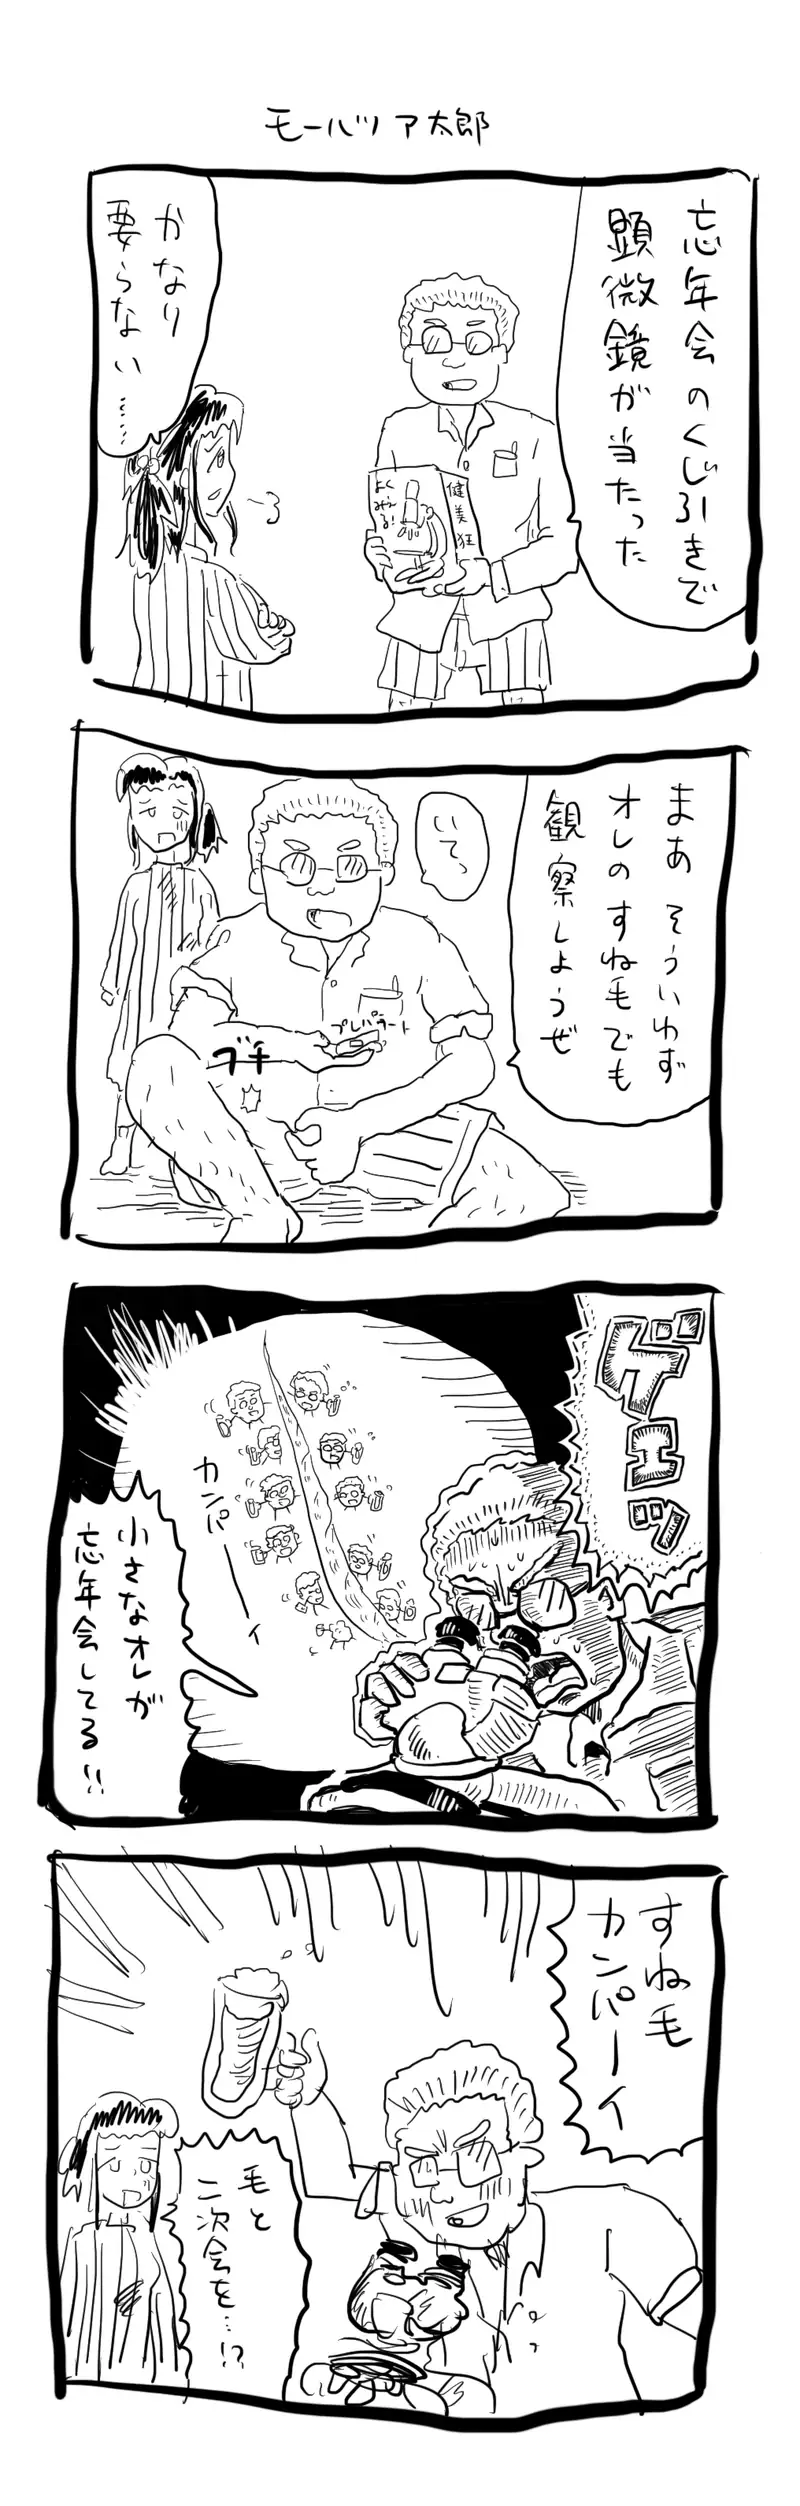 モーパツァ太郎
忘年会のくじ引きで
顕微鏡が当たった
健美狂
よく
みえ
る!
かなり
要らない……
まあ そういわず
オレのすね毛でも
観察しようぜ
いてっ
プレパラート
ブチ
ゲェッ
カンパーイ
小さなオレが
忘年会してる!!
すね毛
カンパーイ
毛と
二次会を…!?